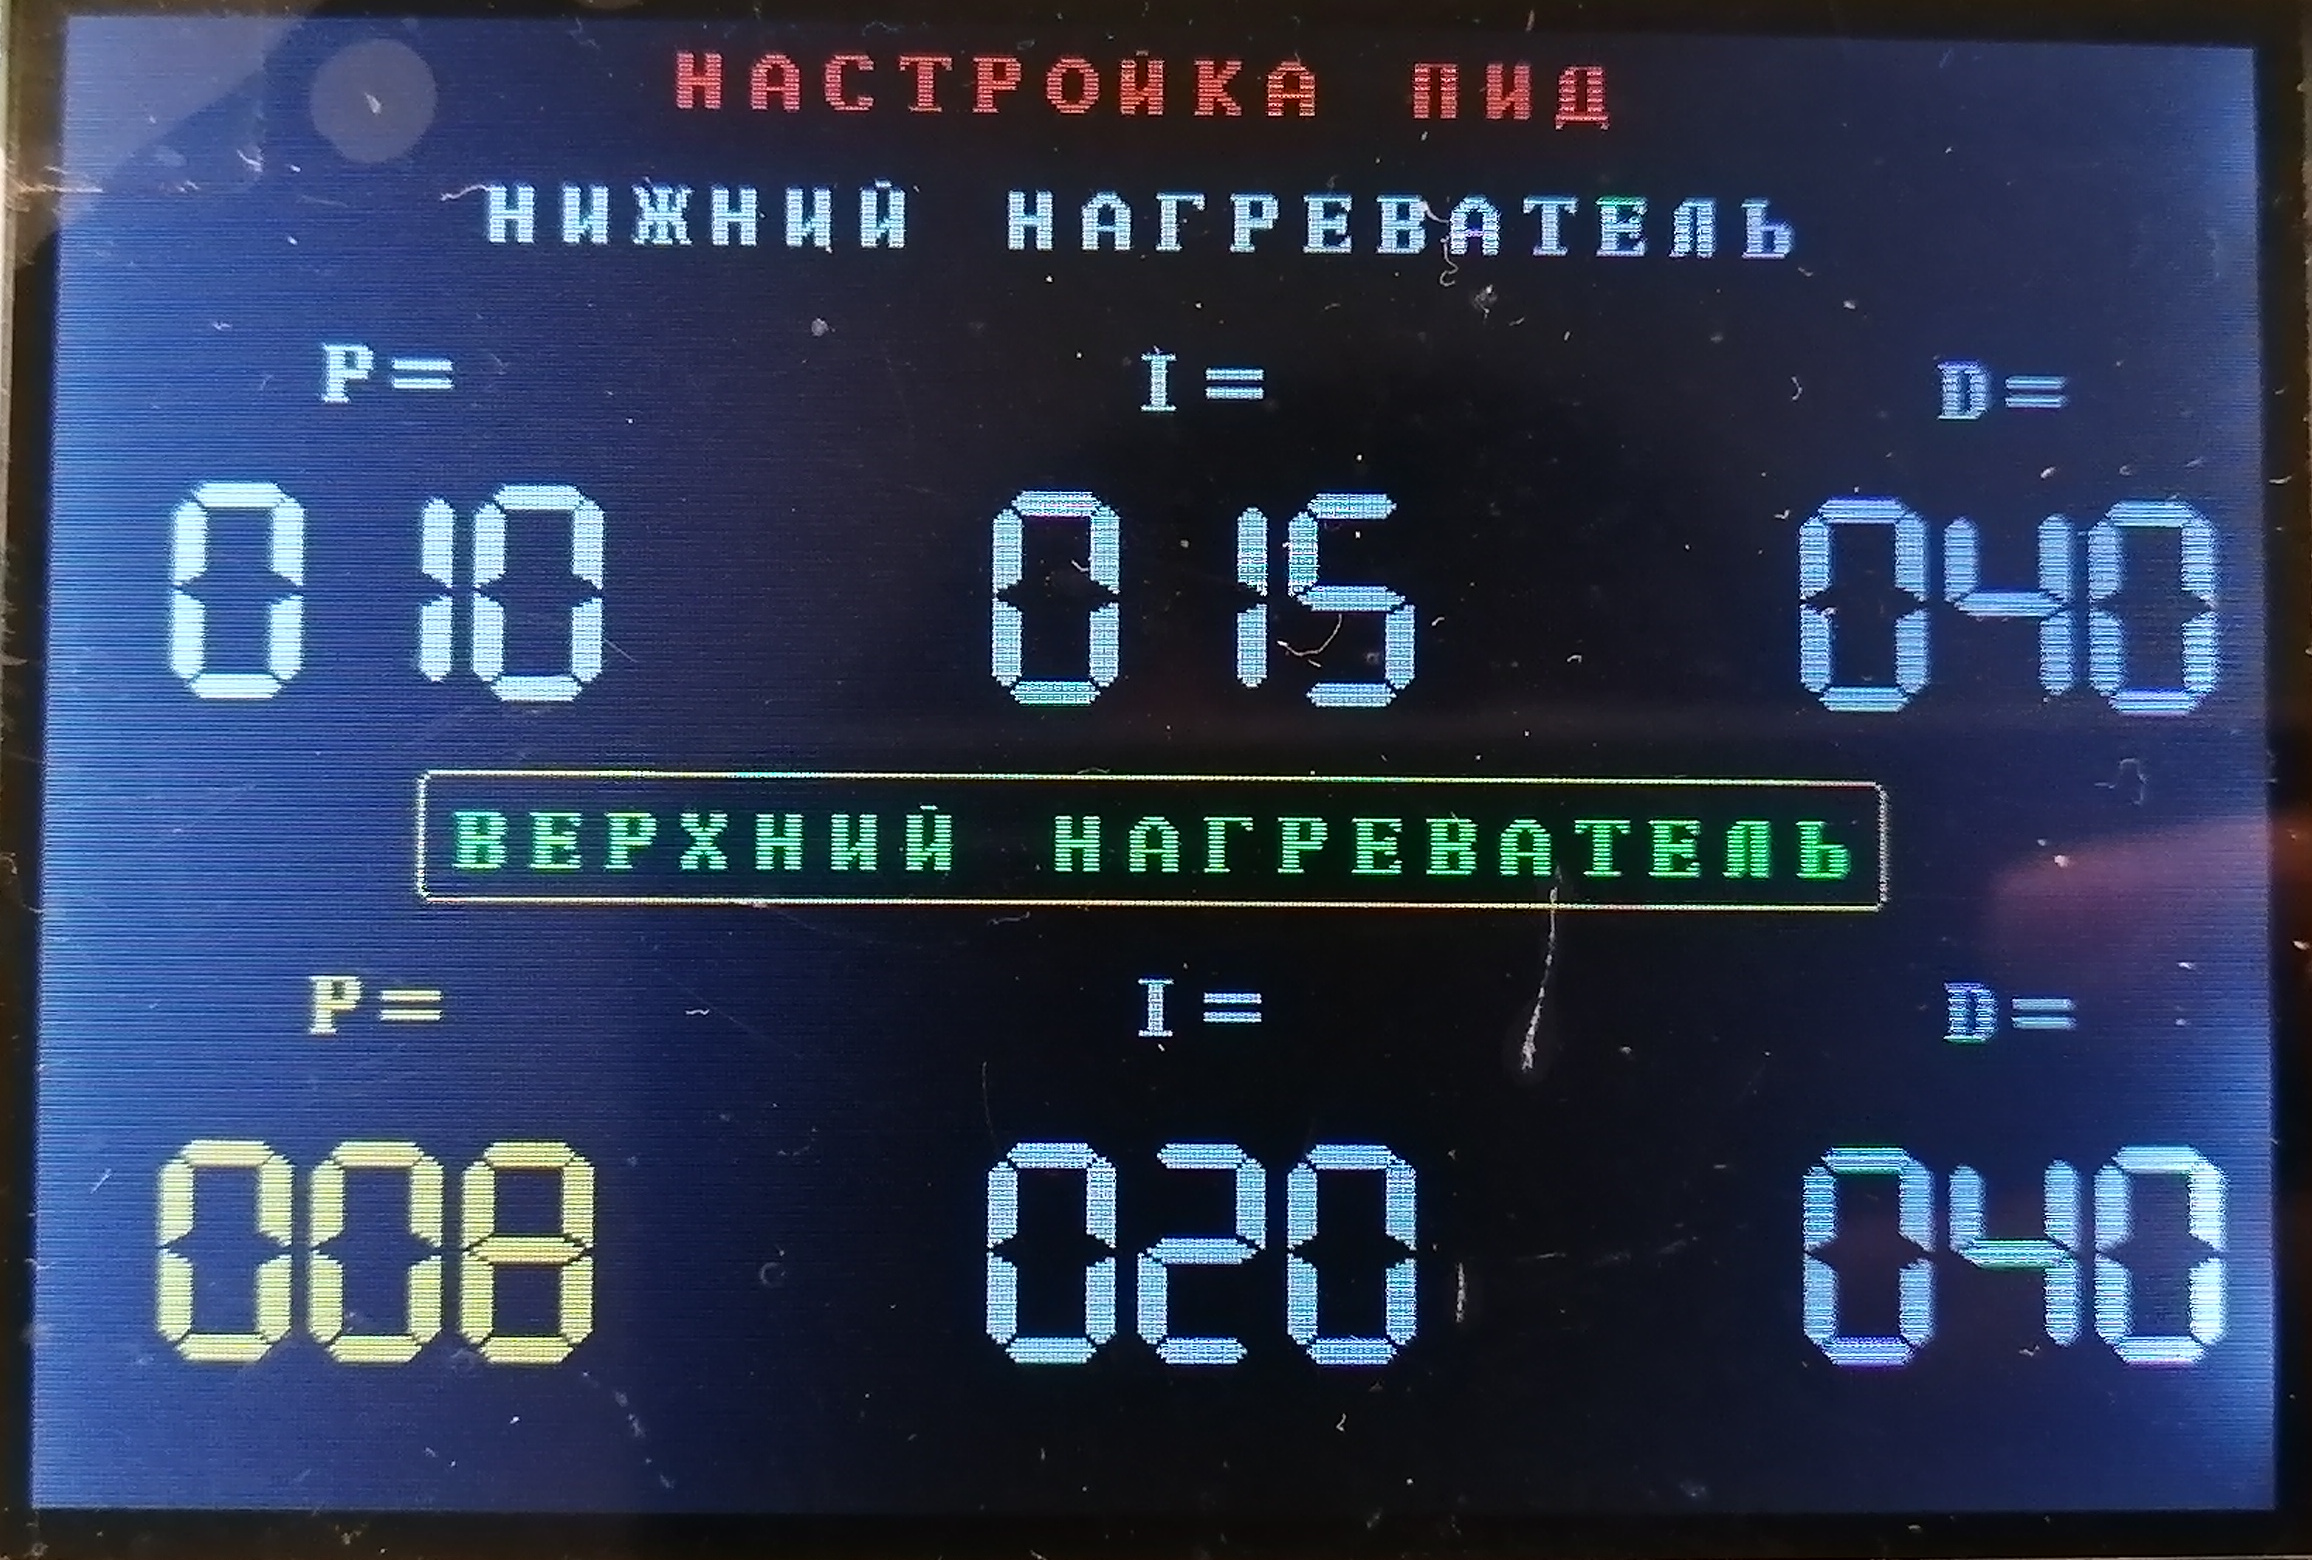 НАСТРОЙКА ПИД
НИЖНИЙ НАГРЕВАТЕЛЬ
P= I= D=
010 015 040
ВЕРХНИЙ НАГРЕВАТЕЛЬ
P= I= D=
008 020 040